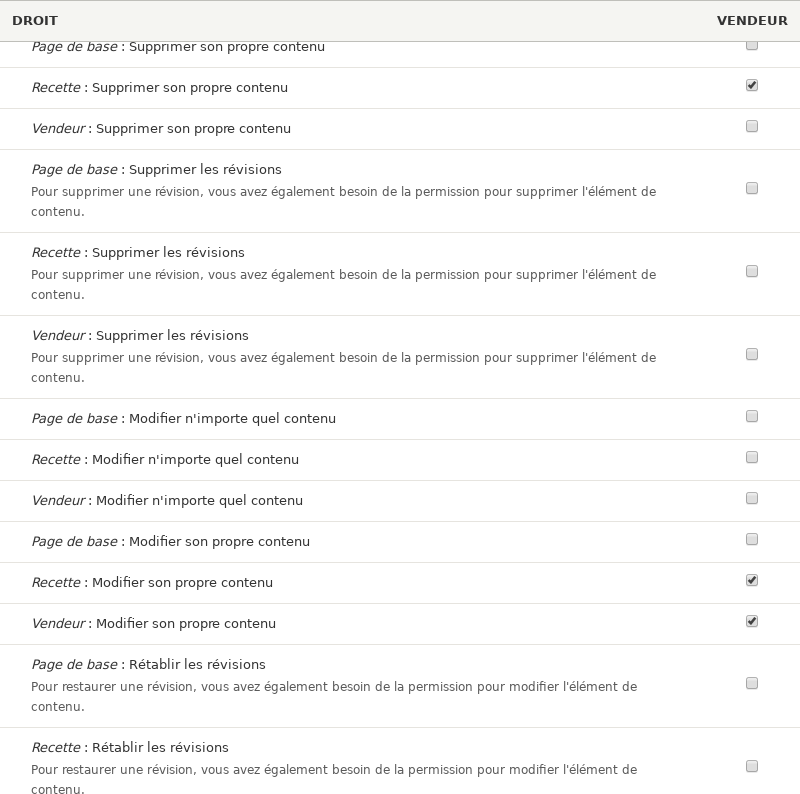 DROIT VENDEUR
Page de base : Supprimer son propre contenu
Recette : Supprimer son propre contenu
Vendeur : Supprimer son propre contenu
Page de base : Supprimer les révisions
Pour supprimer une révision, vous avez également besoin de la permission pour supprimer l'élément de
contenu.
Recette : Supprimer les révisions
Pour supprimer une révision, vous avez également besoin de la permission pour supprimer l'élément de
contenu.
Vendeur : Supprimer les révisions
Pour supprimer une révision, vous avez également besoin de la permission pour supprimer l'élément de
contenu.
Page de base : Modifier n'importe quel contenu
Recette : Modifier n'importe quel contenu
Vendeur : Modifier n'importe quel contenu
Page de base : Modifier son propre contenu
Recette : Modifier son propre contenu
Vendeur : Modifier son propre contenu
Page de base : Rétablir les révisions
Pour restaurer une révision, vous avez également besoin de la permission pour modifier l'élément de
contenu.
Recette : Rétablir les révisions
Pour restaurer une révision, vous avez également besoin de la permission pour modifier l'élément de
contenu.